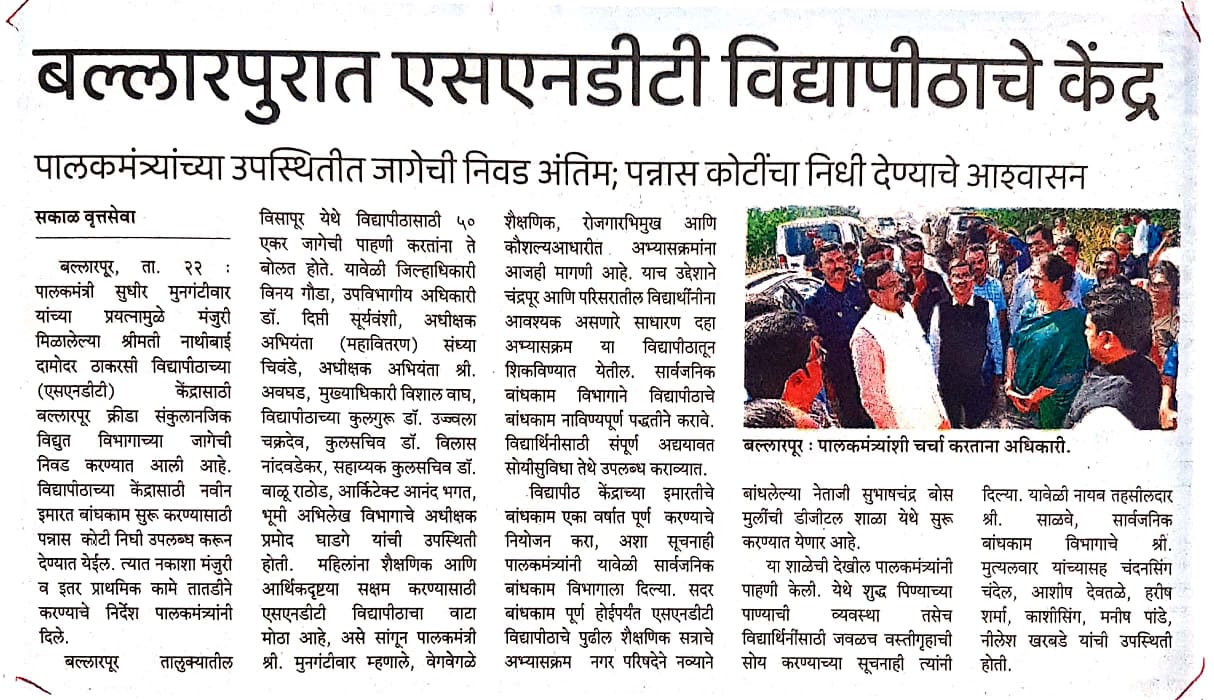 बल्लारपुरात एसएनडीटी विद्यापीठाचे केंद्र
पालकमंत्र्यांच्या उपस्थितीत जागेची निवड अंतिम; पन्नास कोटींचा निधी देण्याचे आश्वासन
सकाळ वृत्तसेवा
बल्लारपूर, ता. २२ :
पालकमंत्री सुधीर मुनगंटीवार
यांच्या प्रयत्नामुळे मंजुरी
मिळालेल्या श्रीमती नाथीबाई
दामोदर ठाकरसी विद्यापीठाच्या
(एसएनडीटी) केंद्रासाठी
बल्लारपूर क्रीडा संकुलानजिक
विद्युत विभागाच्या जागेची
निवड करण्यात आली आहे.
विद्यापीठाच्या केंद्रासाठी नवीन
इमारत बांधकाम सुरू करण्यासाठी
पन्नास कोटी निधी उपलब्ध करून
देण्यात येईल. त्यात नकाशा मंजुरी
व इतर प्राथमिक कामे तातडीने
करण्याचे निर्देश पालकमंत्र्यांनी
दिले.
बल्लारपूर तालुक्यातील
विसापूर येथे विद्यापीठासाठी ५०
एकर जागेची पाहणी करतांना ते
बोलत होते. यावेळी जिल्हाधिकारी
विनय गौडा, उपविभागीय अधिकारी
डॉ. दिप्ती सूर्यवंशी, अधीक्षक
अभियंता (महावितरण) संध्या
चिवंडे, अधीक्षक अभियंता श्री.
अवघड, मुख्याधिकारी विशाल वाघ,
विद्यापीठाच्या कुलगुरू डॉ. उज्ज्वला
चक्रदेव, कुलसचिव डॉ. विलास
नांदवडेकर, सहाय्यक कुलसचिव डॉ.
बाळू राठोड, आर्किटेक्ट आनंद भगत,
भूमी अभिलेख विभागाचे अधीक्षक
प्रमोद घाडगे यांची उपस्थिती
होती. महिलांना शैक्षणिक आणि
आर्थिकदृष्ट्या सक्षम करण्यासाठी
एसएनडीटी विद्यापीठाचा वाटा
मोठा आहे, असे सांगून पालकमंत्री
श्री. मुनगंटीवार म्हणाले, वेगवेगळे
शैक्षणिक, रोजगारभिमुख आणि
कौशल्यआधारीत अभ्यासक्रमांना
आजही मागणी आहे. याच उद्देशाने
चंद्रपूर आणि परिसरातील विद्यार्थीनीना
आवश्यक असणारे साधारण दहा
अभ्यासक्रम या विद्यापीठातून
शिकविण्यात येतील. सार्वजनिक
बांधकाम विभागाने विद्यापीठाचे
बांधकाम नाविण्यपूर्ण पद्धतीने करावे.
विद्यार्थिनीसाठी संपूर्ण अद्ययावत
सोयीसुविधा तेथे उपलब्ध कराव्यात.
विद्यापीठ केंद्राच्या इमारतीचे
बांधकाम एका वर्षात पूर्ण करण्याचे
नियोजन करा, अशा सूचनाही
पालकमंत्र्यांनी यावेळी सार्वजनिक
बांधकाम विभागाला दिल्या. सदर
बांधकाम पूर्ण होईपर्यंत एसएनडीटी
विद्यापीठाचे पुढील शैक्षणिक सत्राचे
अभ्यासक्रम नगर परिषदेने नव्याने
बल्लारपूर : पालकमंत्र्यांशी चर्चा करताना अधिकारी.
बांधलेल्या नेताजी सुभाषचंद्र बोस
मुलींची डीजीटल शाळा येथे सुरू
करण्यात येणार आहे.
या शाळेची देखील पालकमंत्र्यांनी
पाहणी केली. येथे शुद्ध पिण्याच्या
पाण्याची व्यवस्था तसेच
विद्यार्थिनींसाठी जवळच वस्तीगृहाची
सोय करण्याच्या सूचनाही त्यांनी
दिल्या. यावेळी नायब तहसीलदार
श्री. साळवे, सार्वजनिक
बांधकाम विभागाचे श्री.
मुत्यलवार यांच्यासह चंदनसिंग
चंदेल, आशीप देवतळे, हरीष
शर्मा, काशीसिंग, मनीष पांडे,
नीलेश खरबडे यांची उपस्थिती
होती.